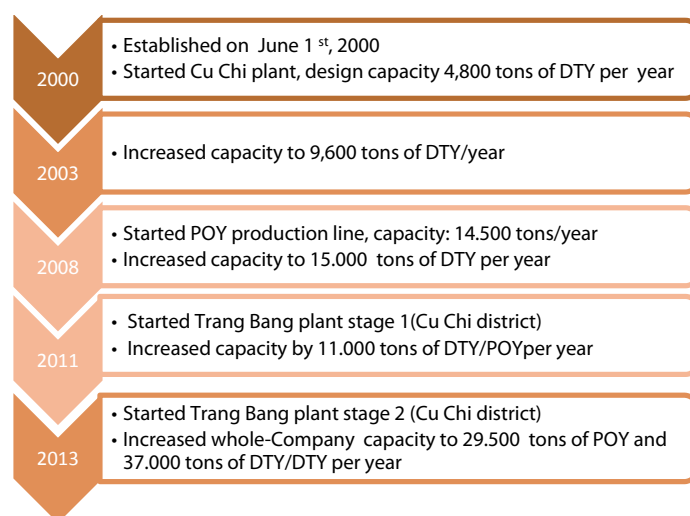 2000
• Established on June 1 st, 2000
• Started Cu Chi plant, design capacity 4,800 tons of DTY per year
2003
• Increased capacity to 9,600 tons of DTY/year
2008
• Started POY production line, capacity: 14.500 tons/year
• Increased capacity to 15.000 tons of DTY per year
2011
• Started Trang Bang plant stage 1(Cu Chi district)
• Increased capacity by 11.000 tons of DTY/POYper year
2013
• Started Trang Bang plant stage 2 (Cu Chi district)
• Increased whole-Company capacity to 29.500 tons of POY and
37.000 tons of DTY/DTY per year